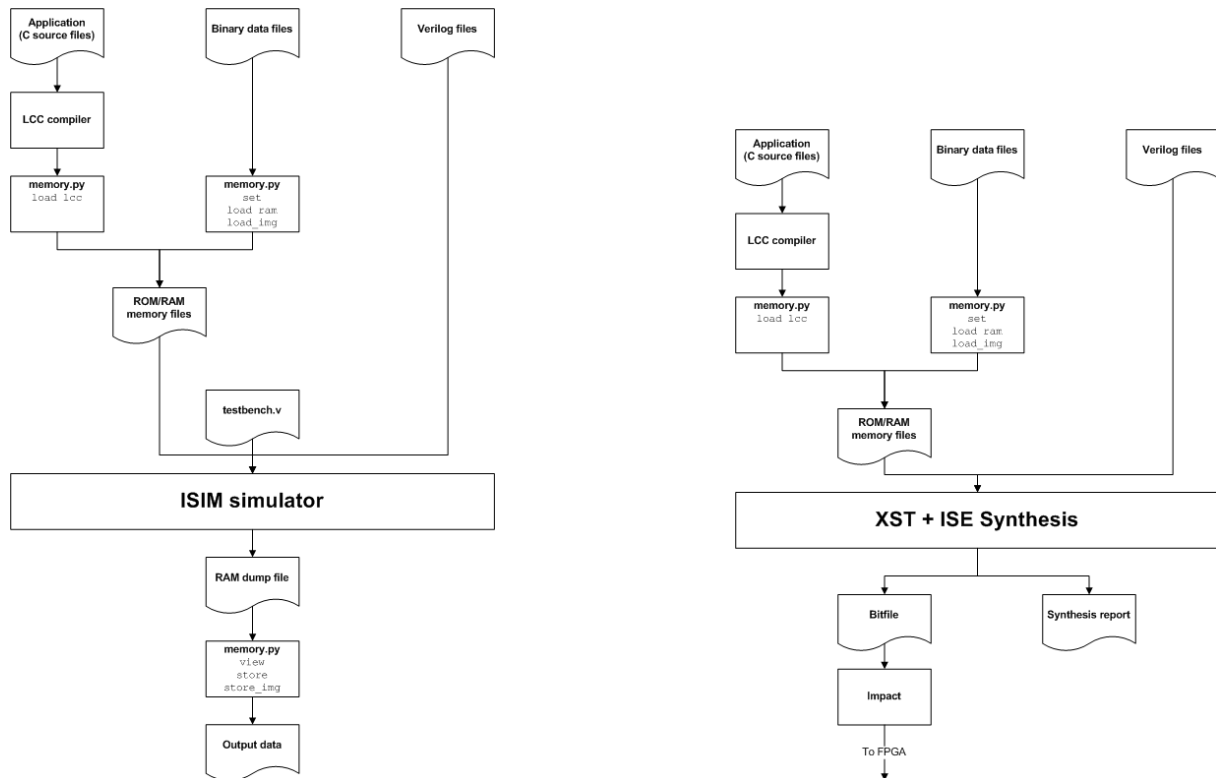 Application
(C source files)
Binary data files
Verilog files
LCC compiler
memory.py
load lcc
memory.py
set
load ram
load_img
ROM/RAM
memory files
testbench.v
ISIM simulator
RAM dump file
memory.py
view
store
store_img
Output data
Application
(C source files)
Binary data files
Verilog files
LCC compiler
memory.py
load lcc
memory.py
set
load ram
load_img
ROM/RAM
memory files
XST + ISE Synthesis
Bitfile
Synthesis report
Impact
To FPGA